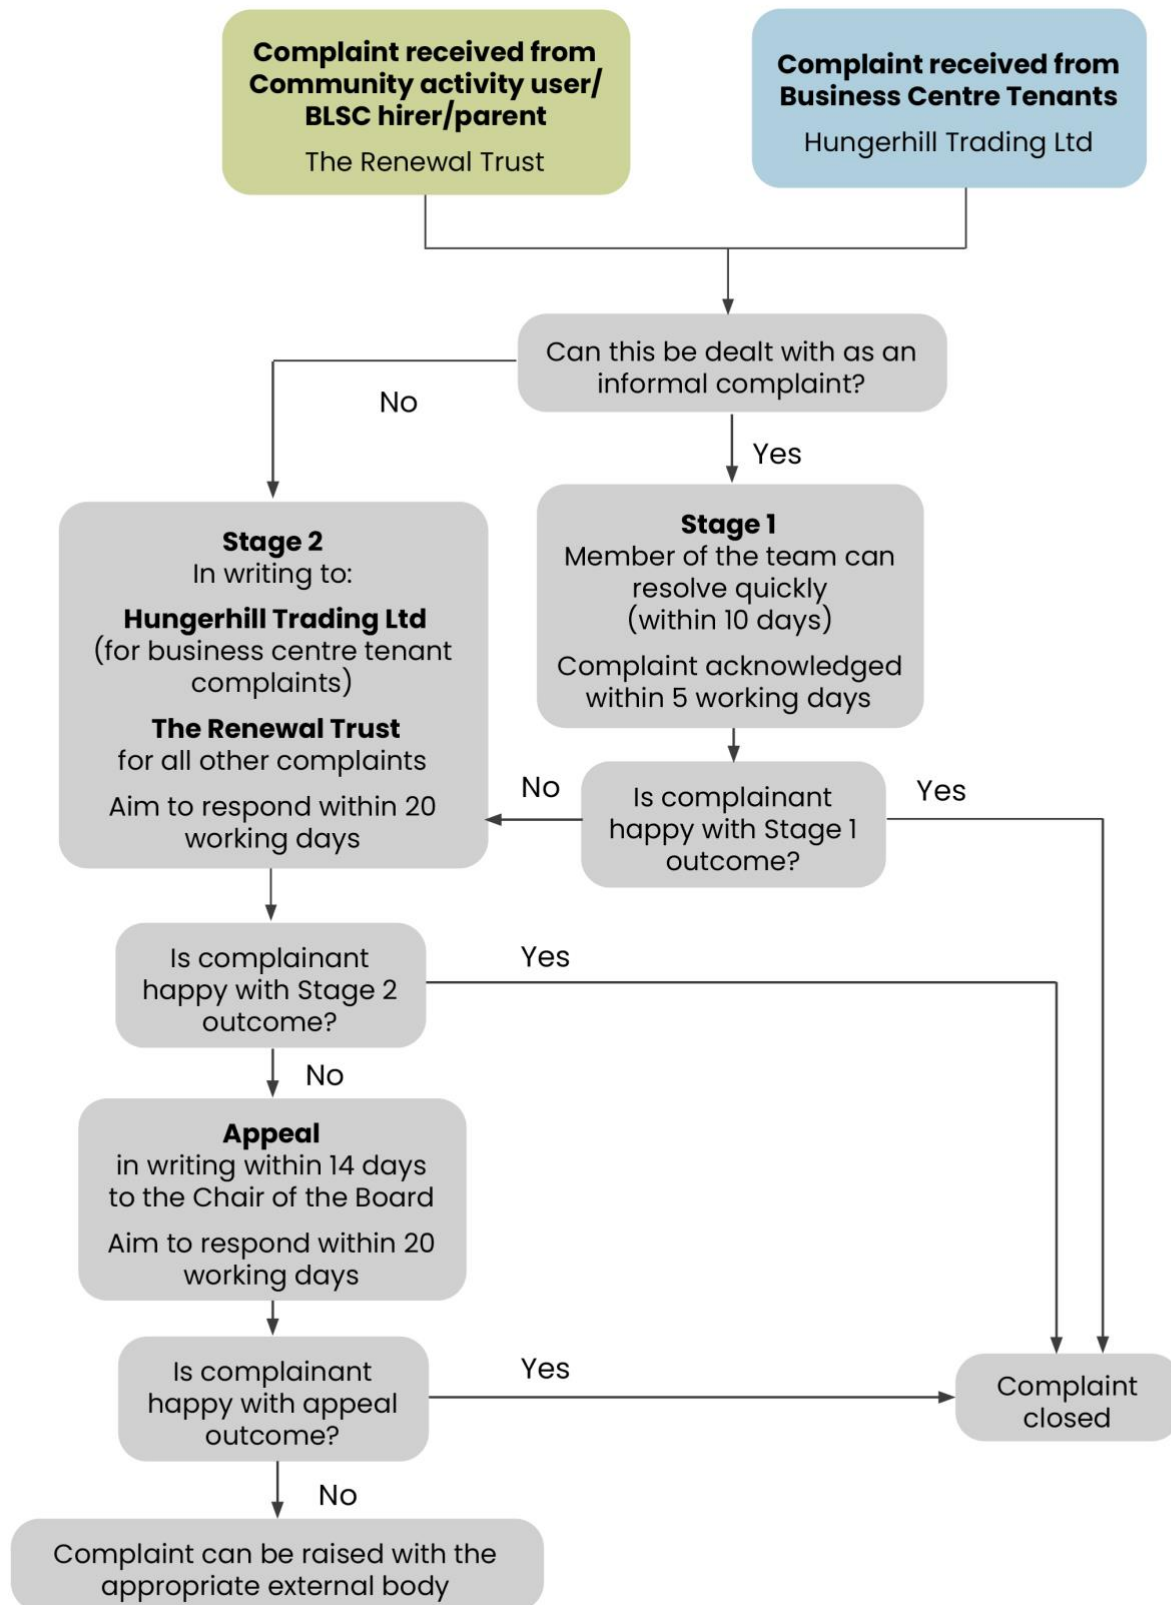 Complaint received from
Community activity user/
BLSC hirer/parent
The Renewal Trust
Complaint received from
Business Centre Tenants
Hungerhill Trading Ltd
Can this be dealt with as an
informal complaint?
No
Yes
Stage 1
Member of the team can
resolve quickly
(within 10 days)
Complaint acknowledged
within 5 working days
Stage 2
In writing to:
Hungerhill Trading Ltd
(for business centre tenant
complaints)
The Renewal Trust
for all other complaints
Aim to respond within 20
working days
No
Is complainant
happy with Stage 1
outcome?
Yes
Is complainant
happy with Stage 2
outcome?
Yes
No
Appeal
in writing within 14 days
to the Chair of the Board
Aim to respond within 20
working days
Is complainant
happy with appeal
outcome?
Yes
Complaint
closed
No
Complaint can be raised with the
appropriate external body